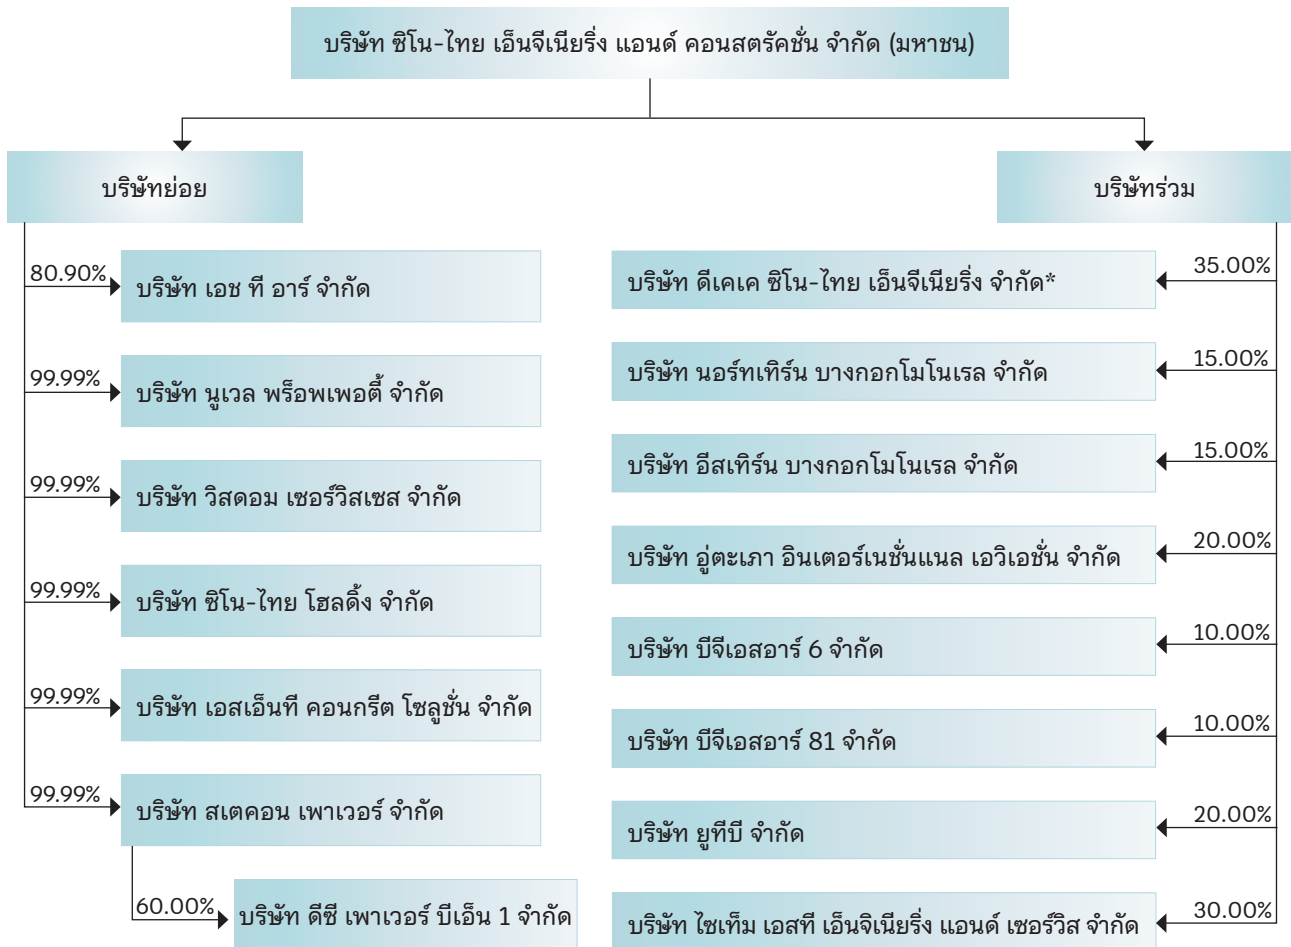 บริษัท ซิโน-ไทย เอ็นจีเนียริ่ง แอนด์ คอนสตรัคชั่น จำกัด (มหาชน)
บริษัทย่อย
80.90%
บริษัท เอช ที อาร์ จำกัด
99.99%
บริษัท นูเวล พร็อพเพอตี้ จำกัด
99.99%
บริษัท วิสดอม เซอร์วิสเซส จำกัด
99.99%
บริษัท ซิโน-ไทย โฮลดิ้ง จำกัด
99.99%
บริษัท เอสเอ็นที คอนกรีต โซลูชั่น จำกัด
99.99%
บริษัท สเตคอน เพาเวอร์ จำกัด
60.00%
บริษัท ดีซี เพาเวอร์ บีเอ็น 1 จำกัด
บริษัทร่วม
บริษัท ดีเคเค ซิโน-ไทย เอ็นจีเนียริ่ง จำกัด*
35.00%
บริษัท นอร์ทเทิร์น บางกอกโมโนเรล จำกัด
15.00%
บริษัท อีสเทิร์น บางกอกโมโนเรล จำกัด
15.00%
บริษัท อู่ตะเภา อินเตอร์เนชั่นแนล เอวิเอชั่น จำกัด
20.00%
บริษัท บีจีเอสอาร์ 6 จำกัด
10.00%
บริษัท บีจีเอสอาร์ 81 จำกัด
10.00%
บริษัท ยูทีบี จำกัด
20.00%
บริษัท ไซเท็ม เอสที เอ็นจิเนียริ่ง แอนด์ เซอร์วิส จำกัด
30.00%